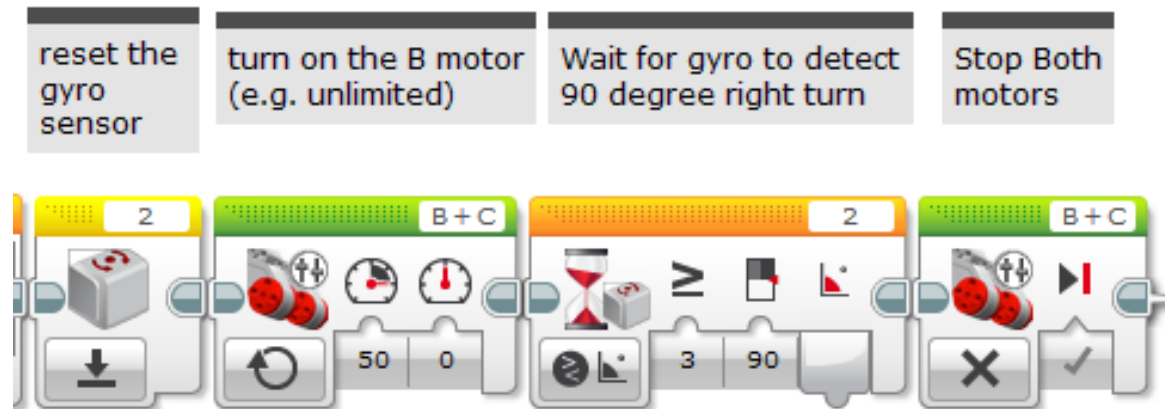 reset the
gyro
sensor
turn on the B motor
(e.g. unlimited)
Wait for gyro to detect
90 degree right turn
Stop Both
motors
2
B + C
2
B + C
50 0
3 90